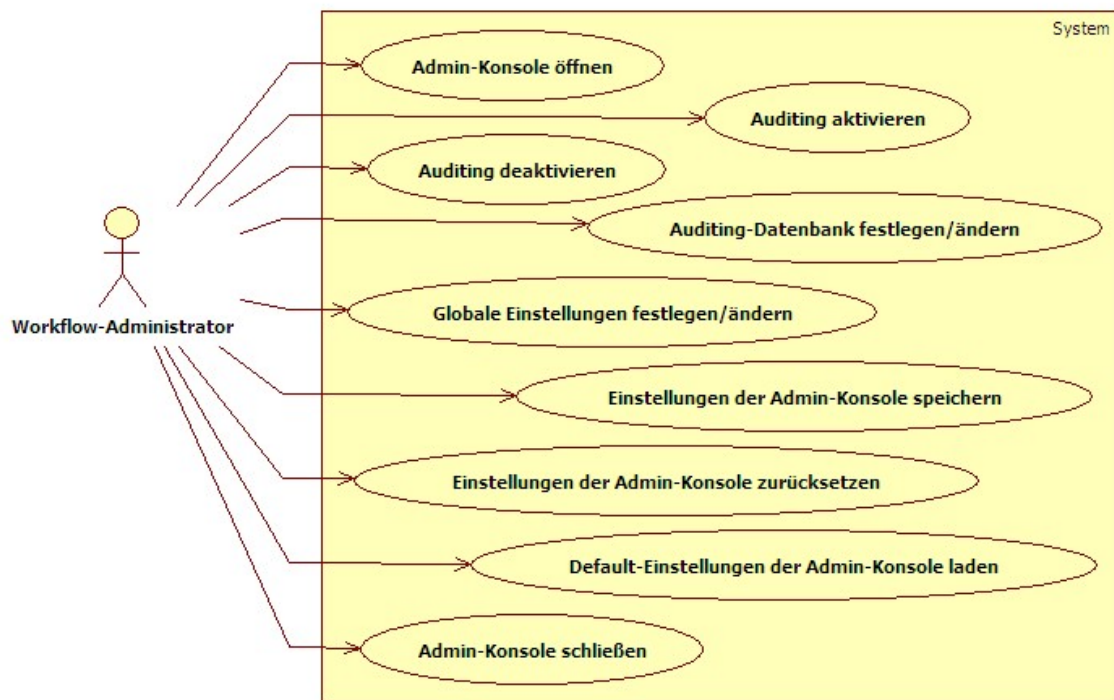 System
Admin-Konsole öffnen
Auditing aktivieren
Auditing deaktivieren
Auditing-Datenbank festlegen/ändern
Workflow-Administrator
Globale Einstellungen festlegen/ändern
Einstellungen der Admin-Konsole speichern
Einstellungen der Admin-Konsole zurücksetzen
Default-Einstellungen der Admin-Konsole laden
Admin-Konsole schließen